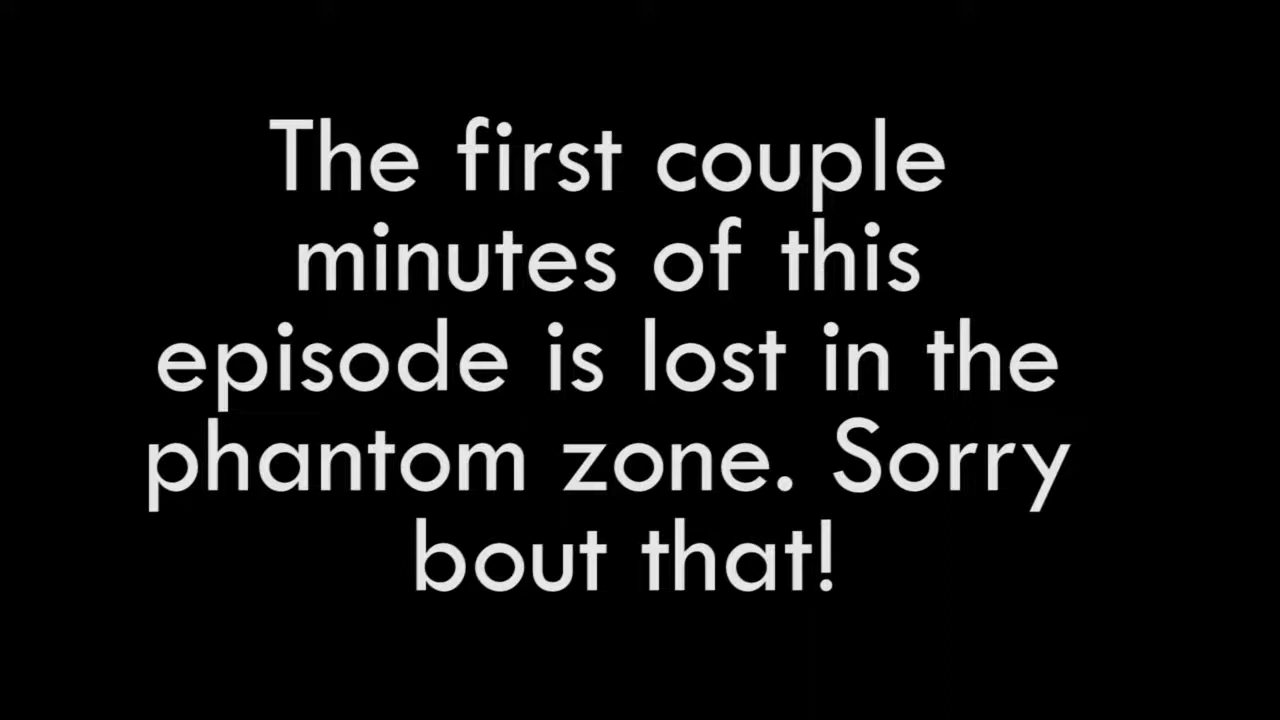 The first couple
minutes of this
episode is lost in the
phantom zone. Sorry
bout that!